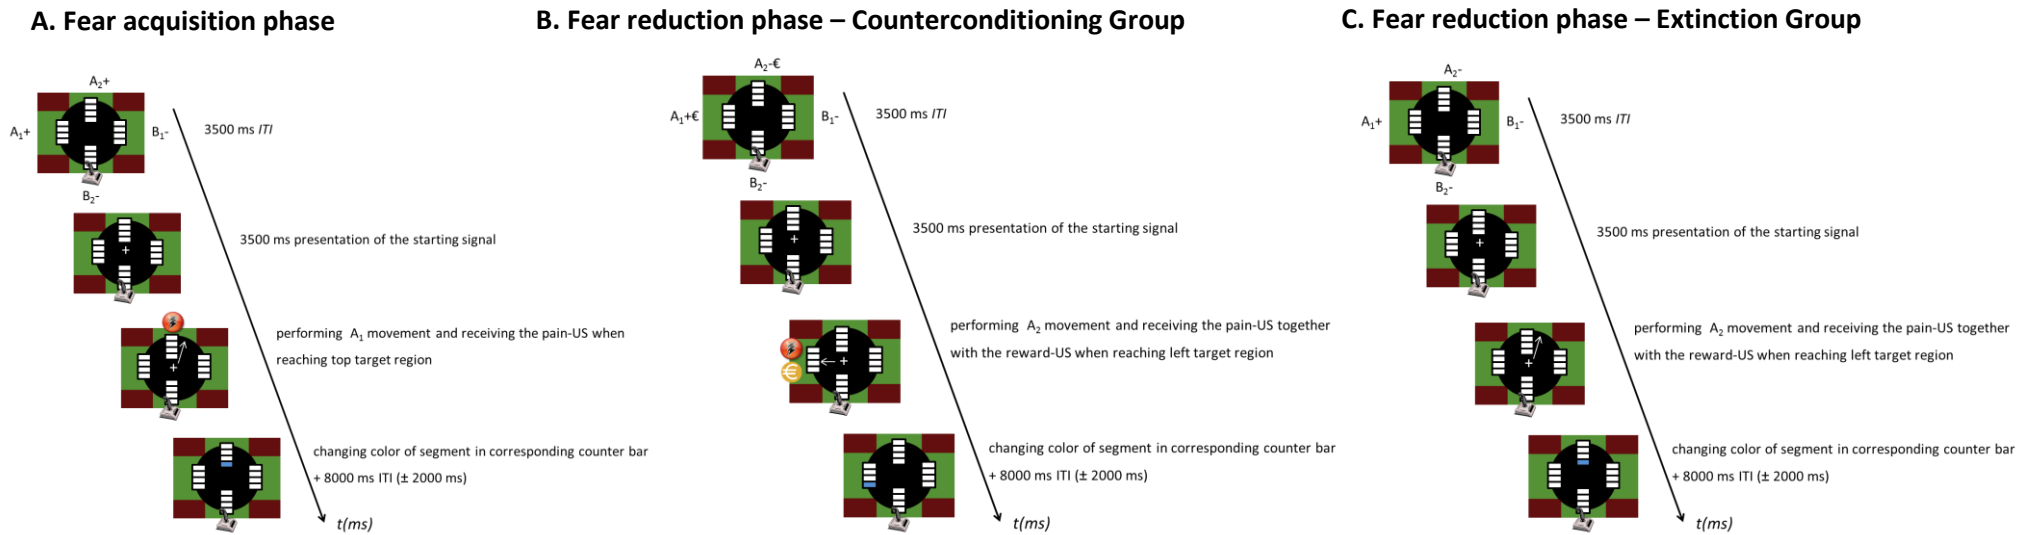 A. Fear acquisition phase
A₂+
A₁+
B₁-
B₂-
3500 ms ITI
3500 ms presentation of the starting signal
performing A₁ movement and receiving the pain-US when
reaching top target region
changing color of segment in corresponding counter bar
+ 8000 ms ITI (± 2000 ms)
t(ms)
B. Fear reduction phase – Counterconditioning Group
A₂-€
A₁+€
B₁-
B₂-
3500 ms ITI
3500 ms presentation of the starting signal
€
performing A₂ movement and receiving the pain-US together
with the reward-US when reaching left target region
changing color of segment in corresponding counter bar
+ 8000 ms ITI (± 2000 ms)
t(ms)
C. Fear reduction phase – Extinction Group
A₂-
A₁+
B₁-
B₂-
3500 ms ITI
3500 ms presentation of the starting signal
performing A₂ movement and receiving the pain-US together
with the reward-US when reaching left target region
changing color of segment in corresponding counter bar
+ 8000 ms ITI (± 2000 ms)
t(ms)